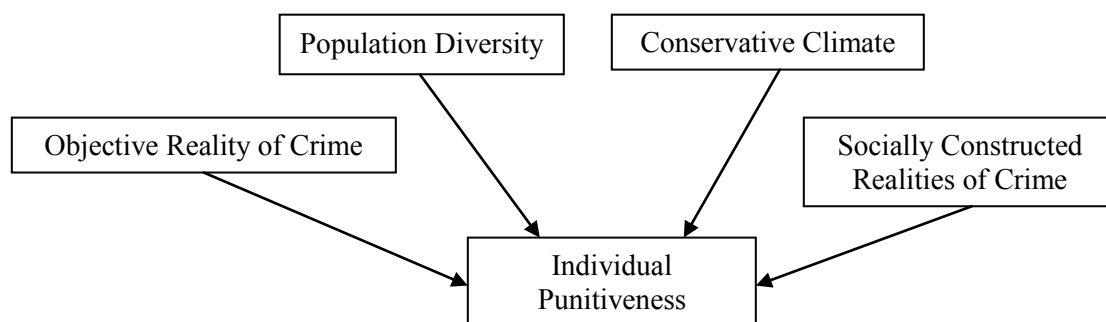 Population Diversity
Conservative Climate
Objective Reality of Crime
Socially Constructed
Realities of Crime
Individual
Punitiveness